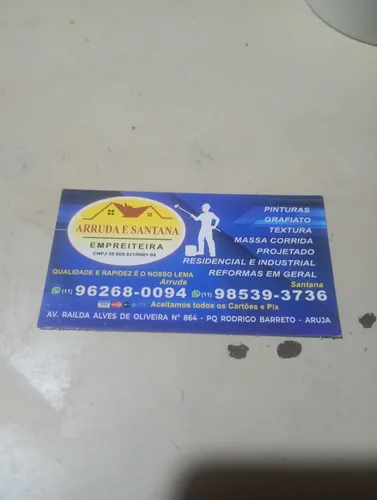 ARRUDA E SANTANA
EMPREITEIRA
PINTURAS
GRAFIATO
TEXTURA
MASSA CORRIDA
PROJETADO
RESIDENCIAL E INDUSTRIAL
REFORMAS EM GERAL
QUALIDADE E RAPIDEZ É O NOSSO LEMA
Arruda
(11) 96268-0094
Santana
(11) 98539-3736
Aceitamos todos os Cartões e Pix
AV. RAILDA ALVES DE OLIVEIRA Nº 864 - PQ RODRIGO BARRETO - ARUJA